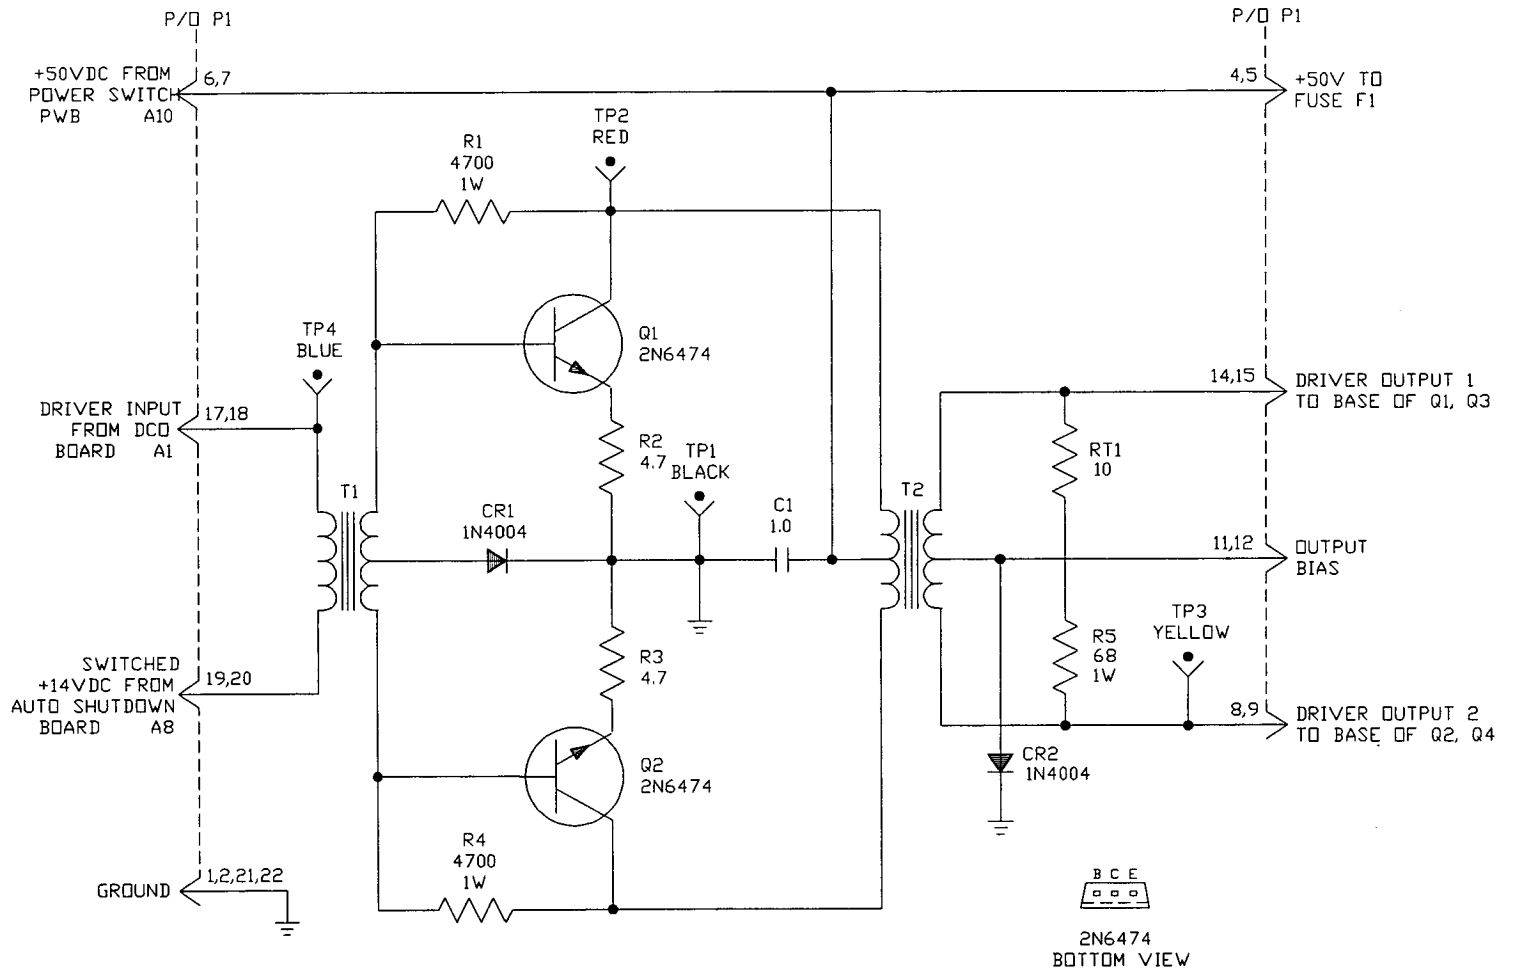 P/O P1
P/O P1
+50VDC FROM
POWER SWITCH
PWB A10
6,7
4,5
+50V TO
FUSE F1
TP2
RED
R1
4700
1W
Q1
2N6474
TP4
BLUE
DRIVER INPUT
FROM DCO
BOARD A1
17,18
14,15
DRIVER OUTPUT 1
TO BASE OF Q1, Q3
R2
4.7
TP1
BLACK
RT1
10
T1
CR1
1N4004
C1
1.0
T2
11,12
OUTPUT
BIAS
SWITCHED
+14VDC FROM
AUTO SHUTDOWN
BOARD A8
19,20
R3
4.7
R5
68
1W
TP3
YELLOW
8,9
DRIVER OUTPUT 2
TO BASE OF Q2, Q4
Q2
2N6474
CR2
1N4004
R4
4700
1W
GROUND
1,2,21,22
B C E
2N6474
BOTTOM VIEW